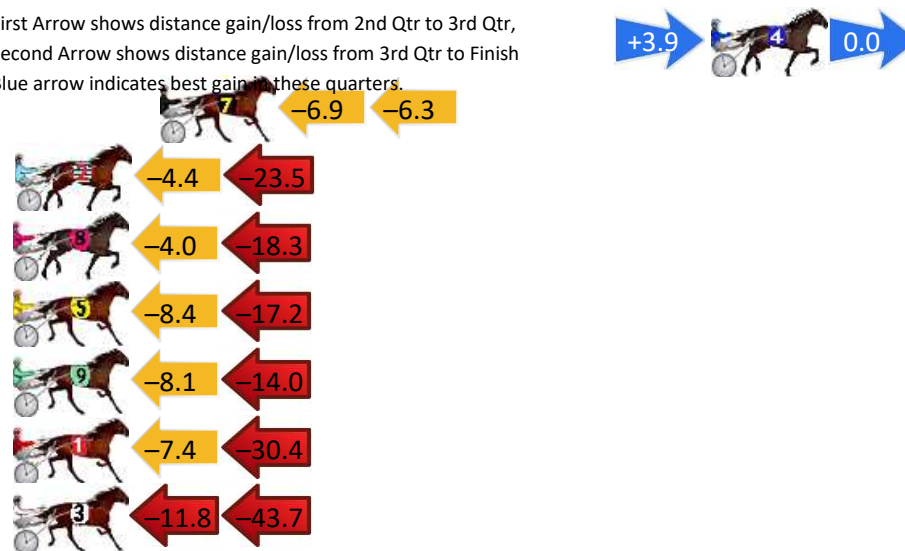 irst Arrow shows distance gain/loss from 2nd Qtr to 3rd Qtr,
econd Arrow shows distance gain/loss from 3rd Qtr to Finish
lue arrow indicates best gain in these quarters.
+3.9 4 0.0
7 –6.9 –6.3
2 –4.4 –23.5
8 –4.0 –18.3
5 –8.4 –17.2
9 –8.1 –14.0
1 –7.4 –30.4
3 –11.8 –43.7